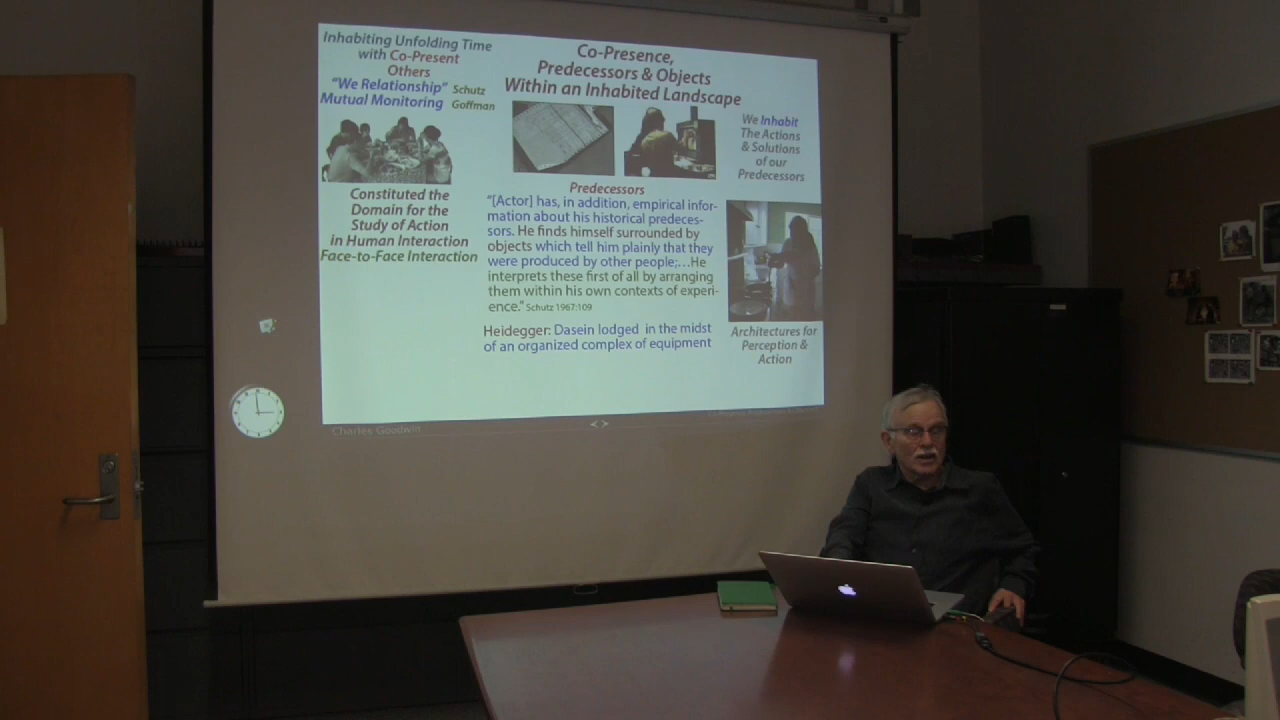 Inhabiting Unfolding Time
with Co-Present
Others
"We Relationship" Schutz
Mutual Monitoring Goffman
Constituted the
Domain for the
Study of Action
in Human Interaction
Face-to-Face Interaction
Co-Presence,
Predecessors & Objects
Within an Inhabited Landscape
Predecessors
"[Actor] has, in addition, empirical infor-
mation about his historical predeces-
sors. He finds himself surrounded by
objects which tell him plainly that they
were produced by other people;...He
interprets these first of all by arranging
them within his own contexts of experi-
ence." Schutz 1967:109
Heidegger: Dasein lodged in the midst
of an organized complex of equipment
We Inhabit
The Actions
& Solutions
of our
Predecessors
Architectures for
Perception &
Action
Charles Goodwin
<>